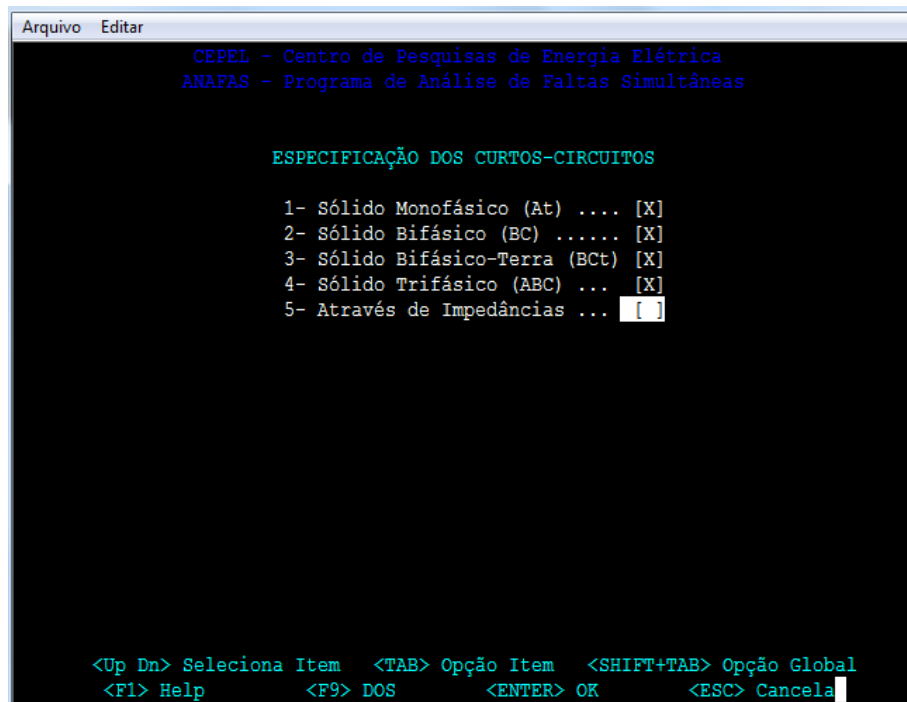 Arquivo Editar
CEPEL - Centro de Pesquisas de Energia Elétrica
ANAFAS - Programa de Análise de Faltas Simultâneas
ESPECIFICAÇÃO DOS CURTOS-CIRCUITOS
1- Sólido Monofásico (At) .... [X]
2- Sólido Bifásico (BC) ...... [X]
3- Sólido Bifásico-Terra (BCt) [X]
4- Sólido Trifásico (ABC) ... [X]
5- Através de Impedâncias ... [ ]
<Up Dn> Seleciona Item <TAB> Opção Item <SHIFT+TAB> Opção Global
<F1> Help <F9> DOS <ENTER> OK <ESC> Cancela